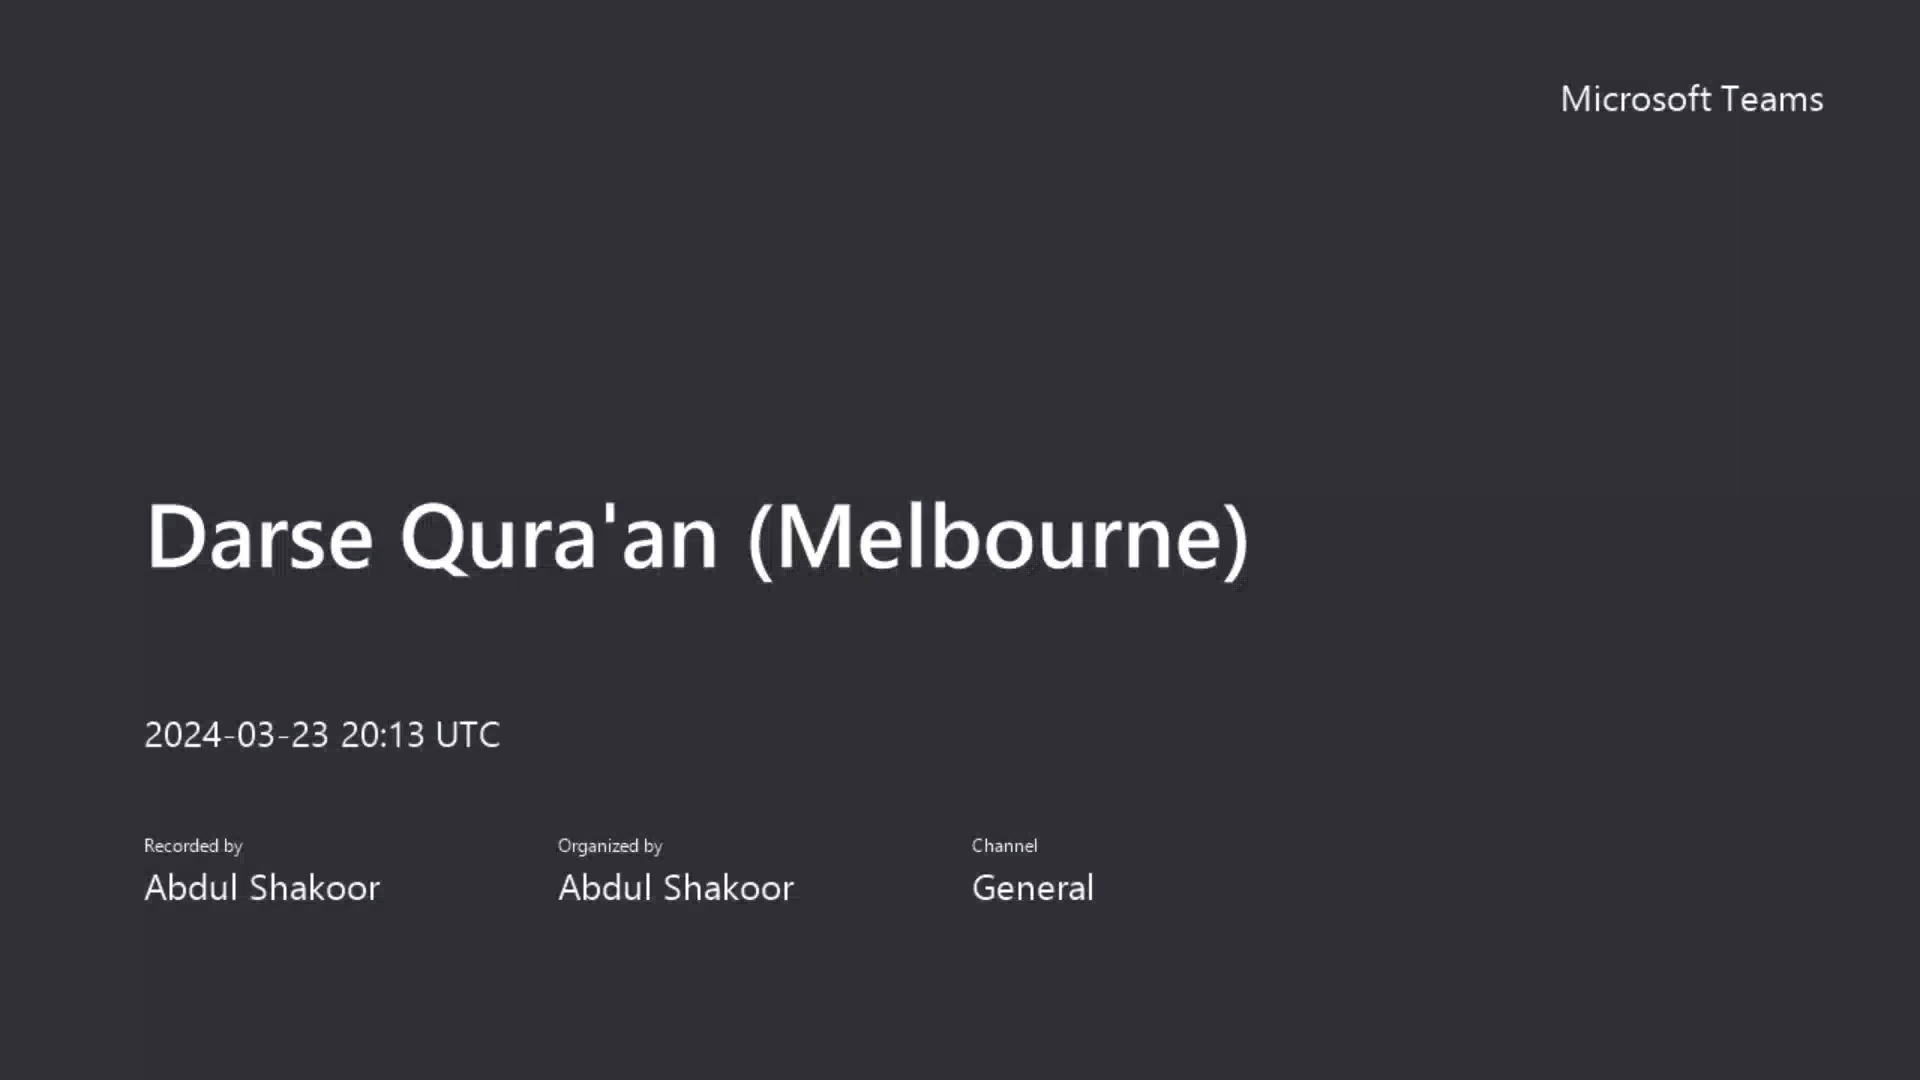 Microsoft Teams
Darse Qura'an (Melbourne)
2024-03-23 20:13 UTC
Recorded by
Abdul Shakoor
Organized by
Abdul Shakoor
Channel
General